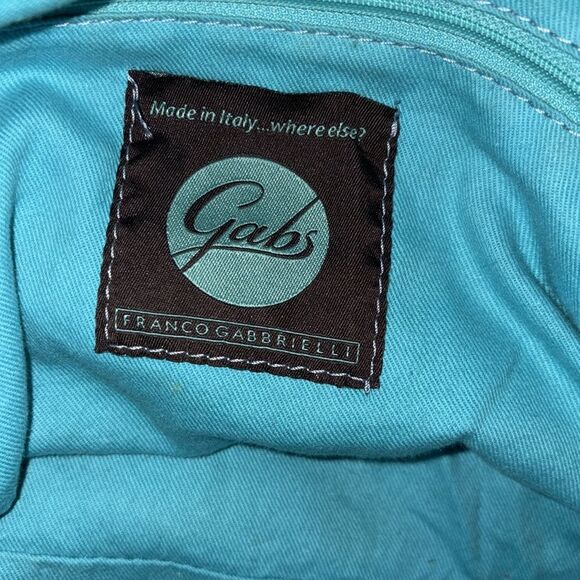 Made in Italy...where else?
Gabs
FRANCO GABBRIELLI